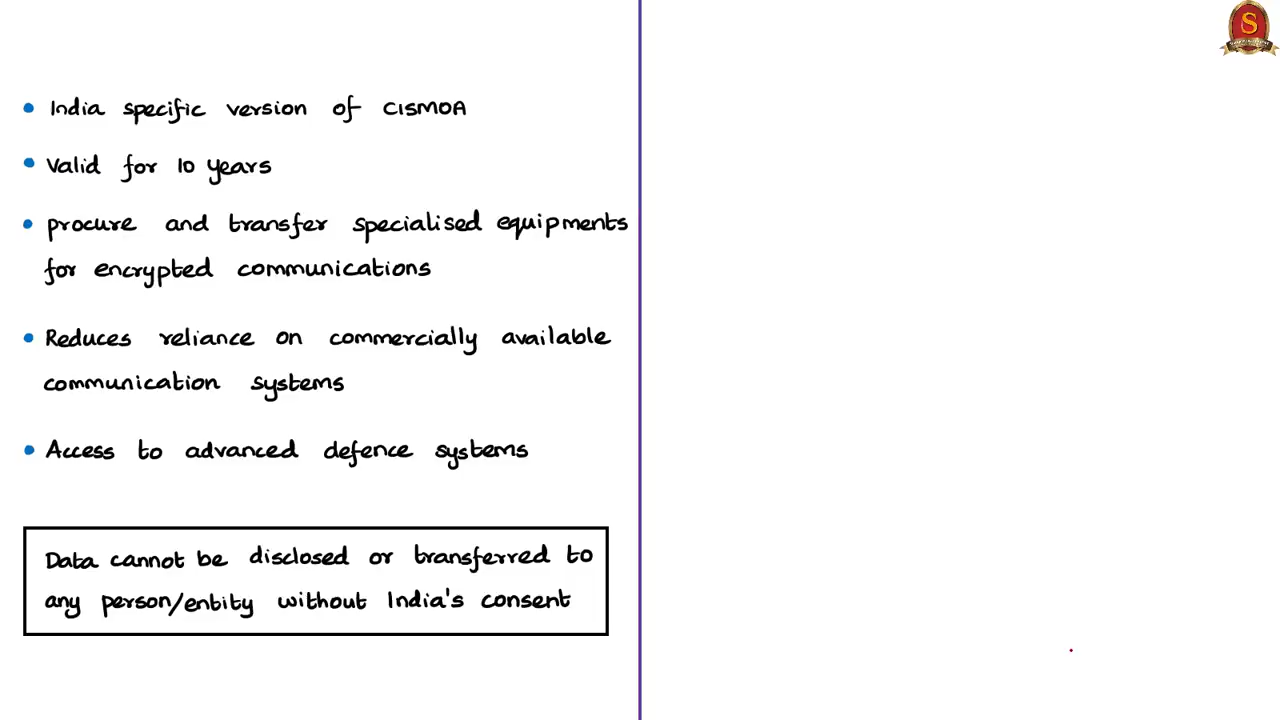 India specific version of CISMOA
Valid for 10 years
procure and transfer specialised equipments
for encrypted communications
Reduces reliance on commercially available
communication systems
Access to advanced defence systems
Data cannot be disclosed or transferred to
any person/entity without India's consent
S